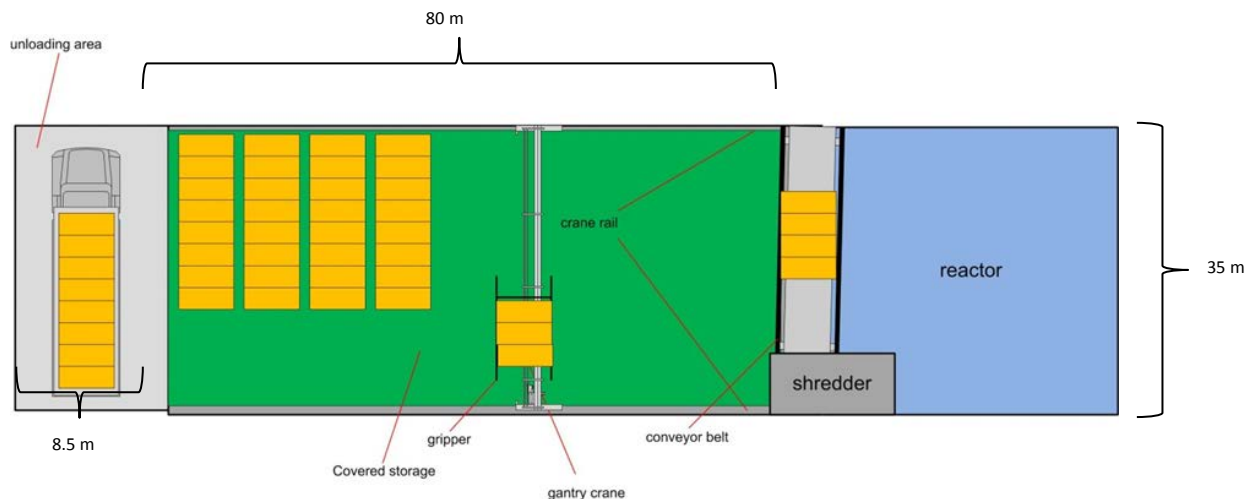 80 m
unloading area
crane rail
reactor
35 m
shredder
8.5 m
gripper
conveyor belt
Covered storage
gantry crane